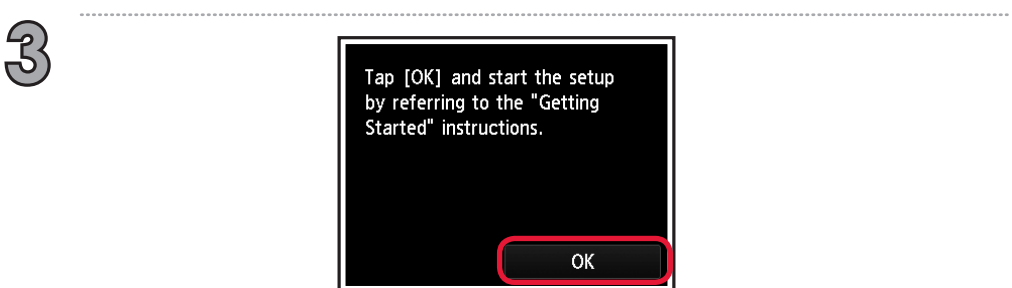 3
Tap [OK] and start the setup
by referring to the "Getting
Started" instructions.
OK